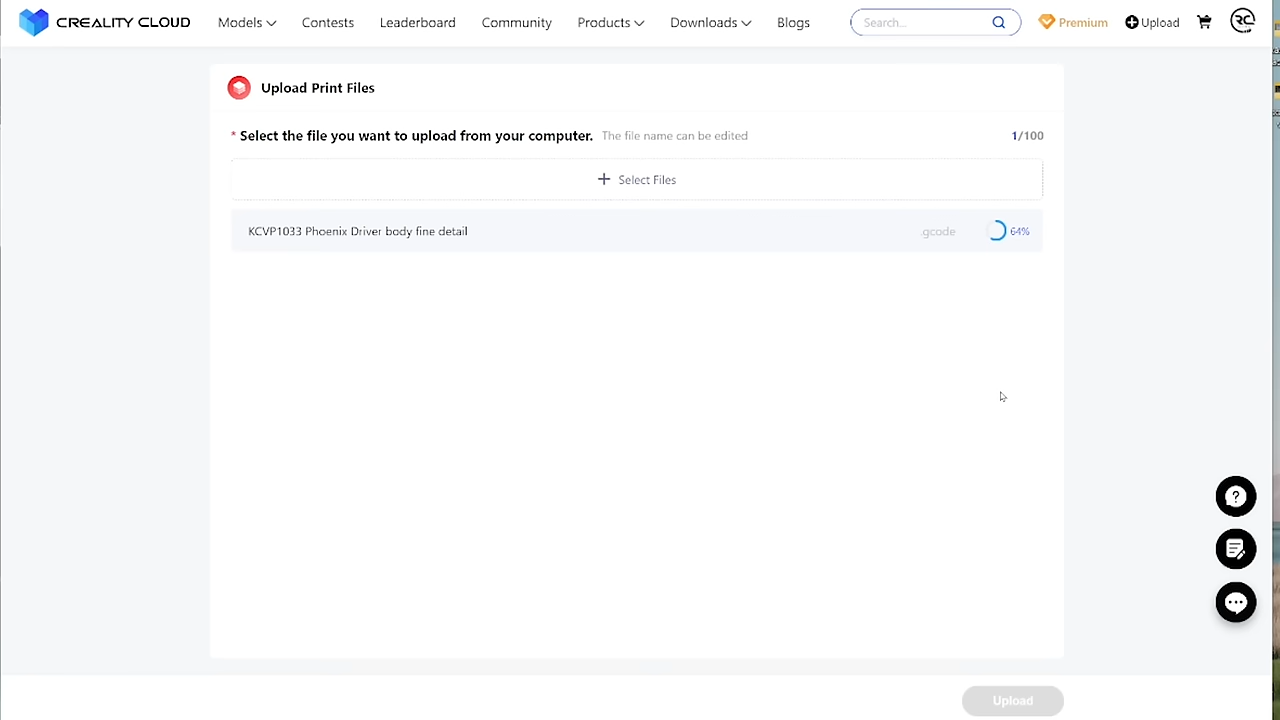 CREALITY CLOUD Models Contests Leaderboard Community Products Downloads Blogs Search... Premium Upload RC
Upload Print Files
* Select the file you want to upload from your computer. The file name can be edited 1/100
+ Select Files
KCVP1033 Phoenix Driver body fine detail .gcode 64%
Upload